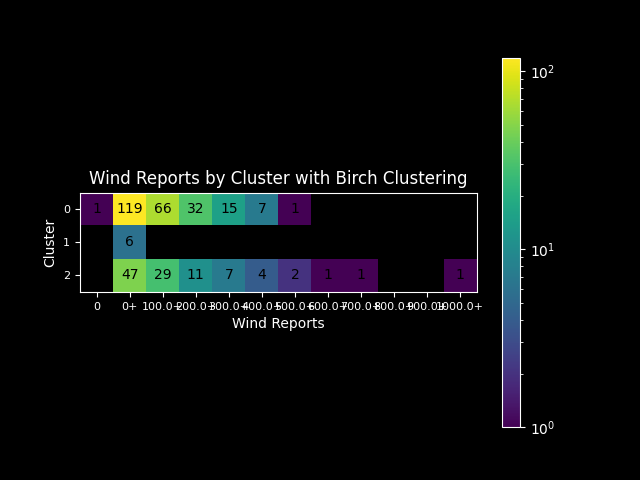 Wind Reports by Cluster with Birch Clustering
10²
0 1 119 66 32 15 7 1
Cluster
1 6
10¹
2 47 29 11 7 4 2 1 1 1
0 0+ 100.0+ 200.0+ 300.0+ 400.0+ 500.0+ 600.0+ 700.0+ 800.0+ 900.0+ 1000.0+
Wind Reports
10⁰